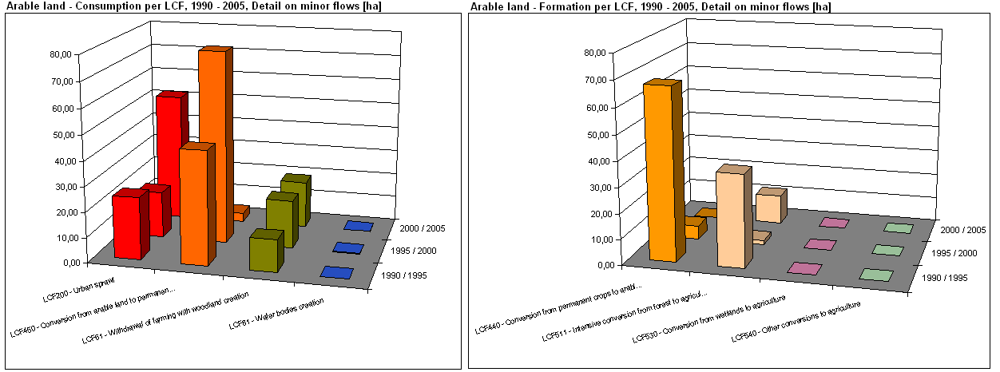 Arable land - Consumption per LCF, 1990 - 2005, Detail on minor flows [ha]
80,00
70,00
60,00
50,00
40,00
30,00
20,00
10,00
0,00
2000 / 2005
1995 / 2000
1990 / 1995
LCF200 - Urban sprawl
LCF450 - Conversion from arable land to permanen...
LCF61 - Withdrawal of farming with woodland creation
LCF81 - Water bodies creation
Arable land - Formation per LCF, 1990 - 2005, Detail on minor flows [ha]
80,00
70,00
60,00
50,00
40,00
30,00
20,00
10,00
0,00
2000 / 2005
1995 / 2000
1990 / 1995
LCF440 - Conversion from permanent crops to arabl...
LCF511 - Intensive conversion from forest to agricul...
LCF530 - Conversion from wetlands to agriculture
LCF540 - Other conversions to agriculture